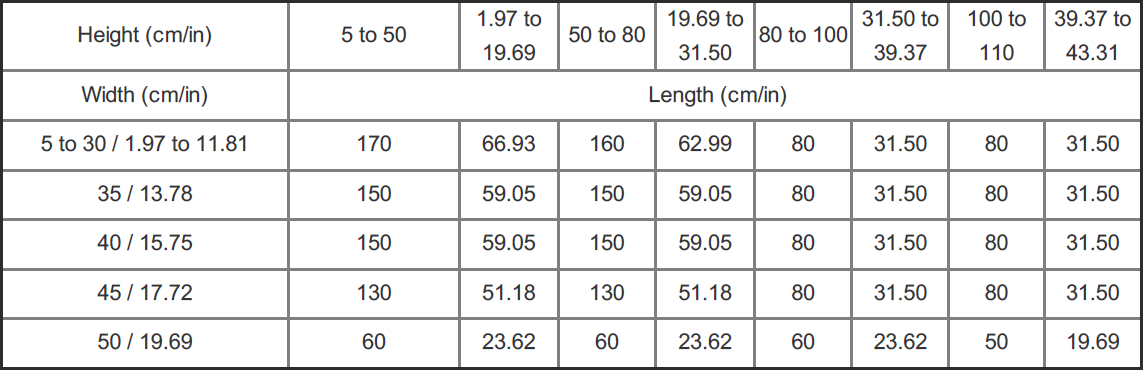 Height (cm/in) 5 to 50 1.97 to 19.69 50 to 80 19.69 to 31.50 80 to 100 31.50 to 39.37 100 to 110 39.37 to 43.31
Width (cm/in) Length (cm/in)
5 to 30 / 1.97 to 11.81 170 66.93 160 62.99 80 31.50 80 31.50
35 / 13.78 150 59.05 150 59.05 80 31.50 80 31.50
40 / 15.75 150 59.05 150 59.05 80 31.50 80 31.50
45 / 17.72 130 51.18 130 51.18 80 31.50 80 31.50
50 / 19.69 60 23.62 60 23.62 60 23.62 50 19.69